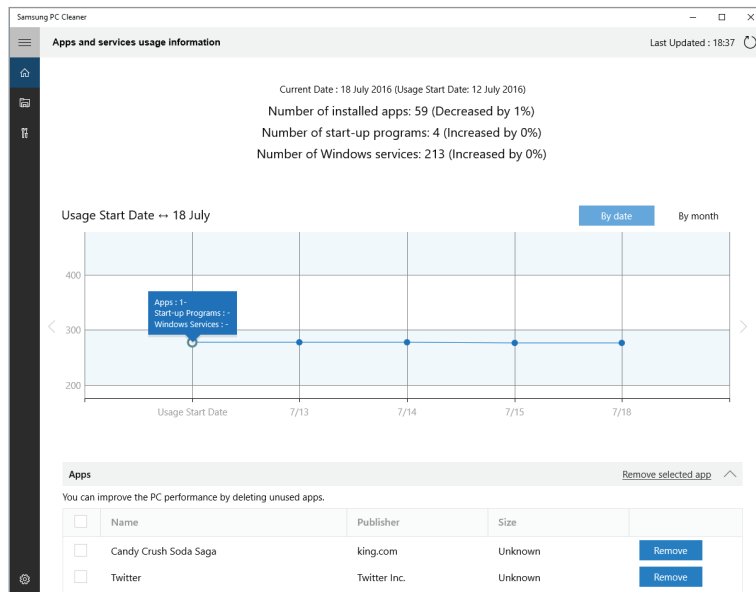 Samsung PC Cleaner
Apps and services usage information
Last Updated : 18:37
Current Date : 18 July 2016 (Usage Start Date: 12 July 2016)
Number of installed apps: 59 (Decreased by 1%)
Number of start-up programs: 4 (Increased by 0%)
Number of Windows services: 213 (Increased by 0%)
Usage Start Date ↔ 18 July
By date
By month
400
Apps : 1-
Start-up Programs : -
Windows Services : -
300
200
Usage Start Date
7/13
7/14
7/15
7/18
Apps
Remove selected app
You can improve the PC performance by deleting unused apps.
Name
Publisher
Size
Candy Crush Soda Saga
king.com
Unknown
Remove
Twitter
Twitter Inc.
Unknown
Remove